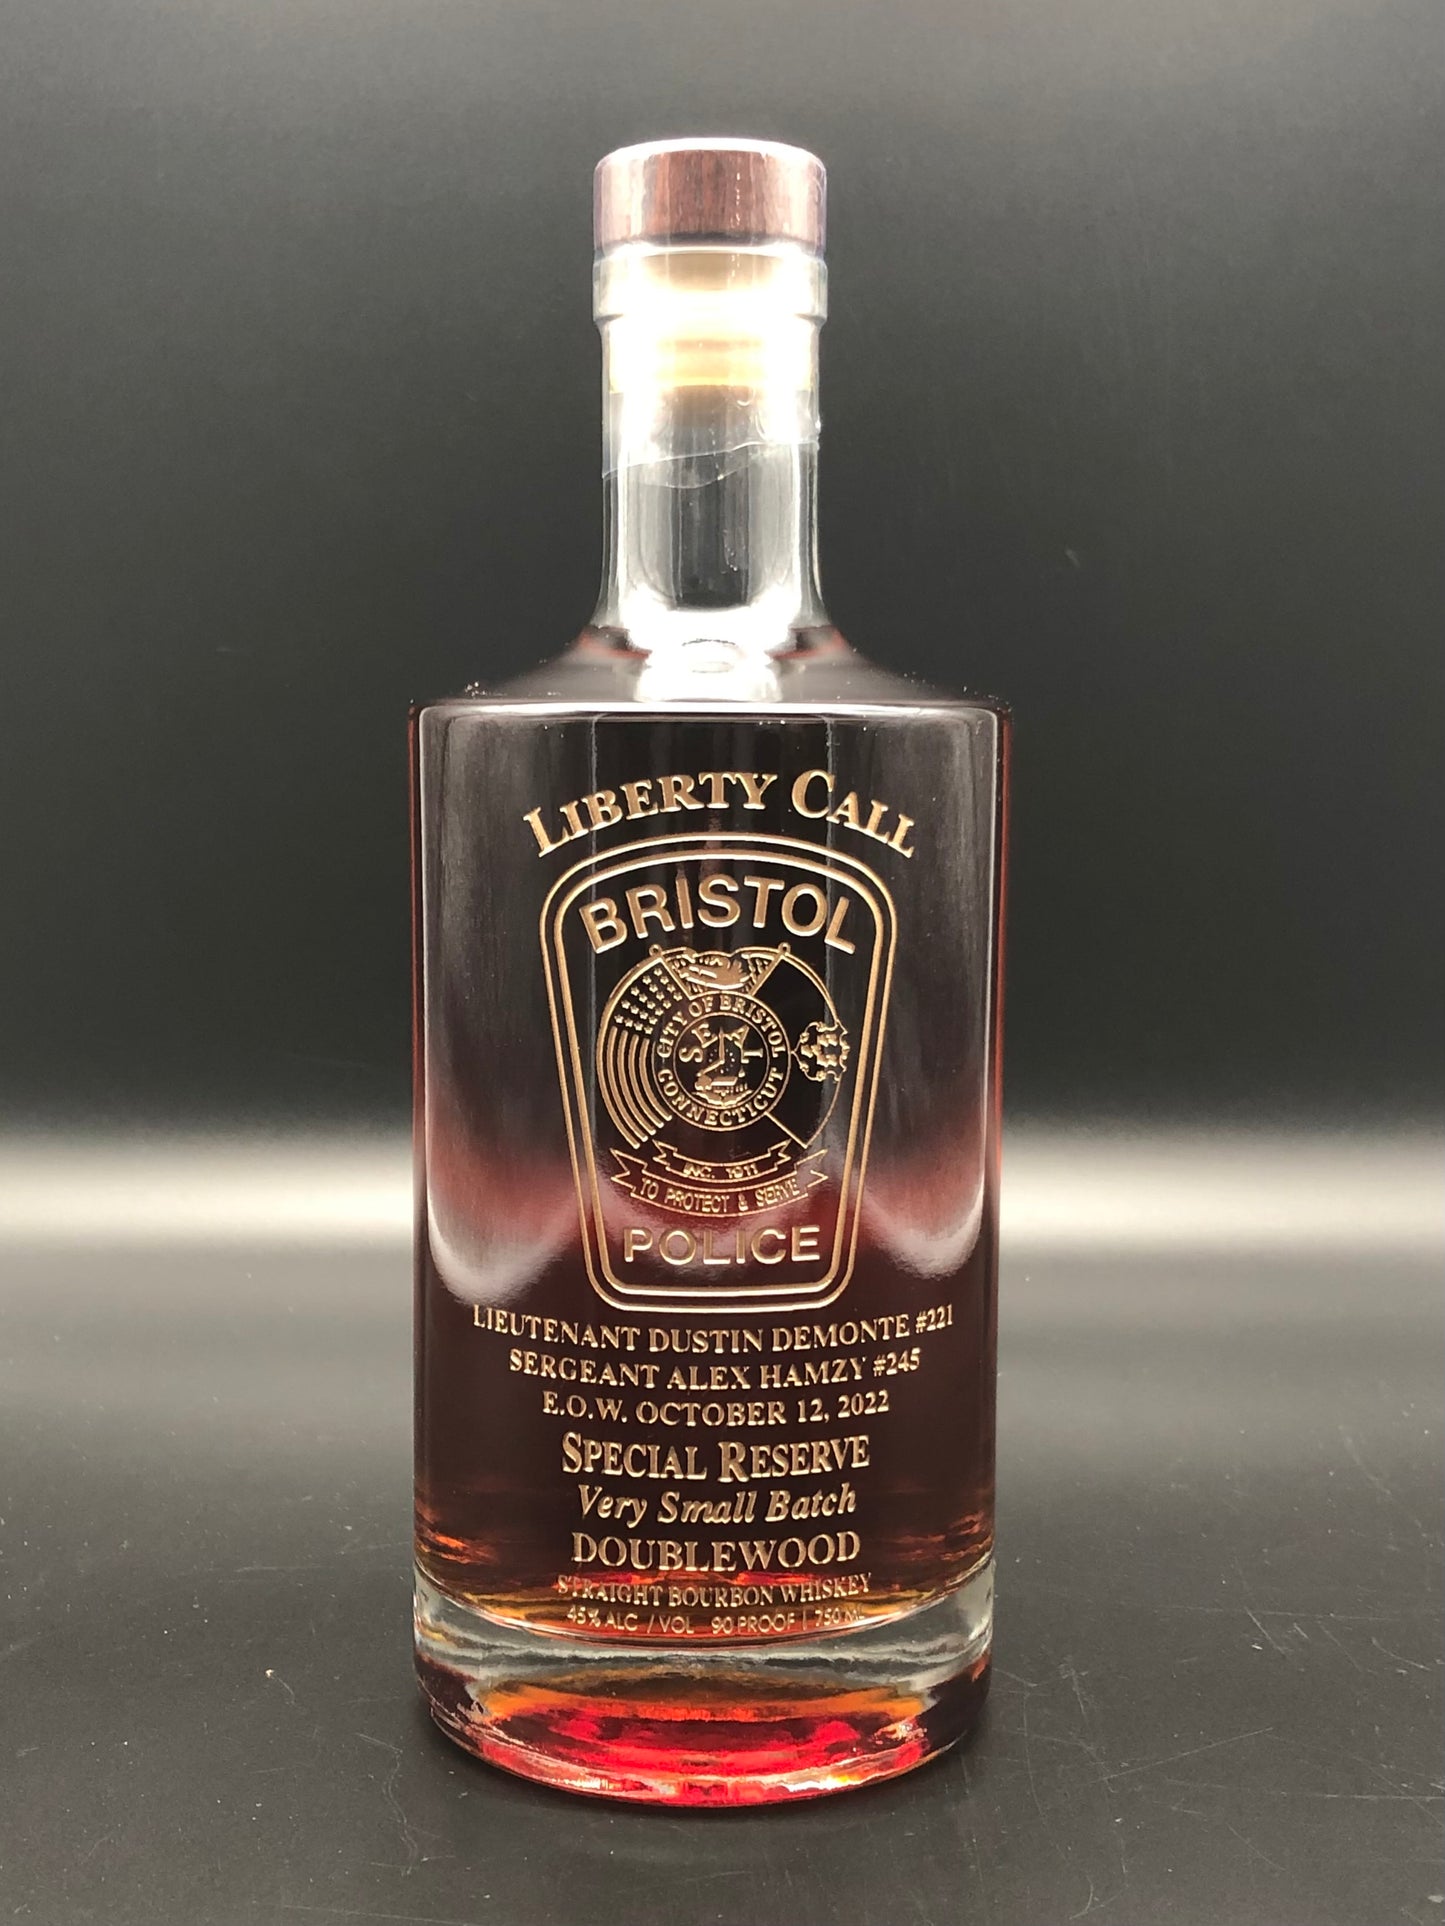 LIBERTY CALL
BRISTOL
CITY OF BRISTOL
SEAL
CONNECTICUT
INC. 1911
TO PROTECT & SERVE
POLICE
LIEUTENANT DUSTIN DEMONTE #221
SERGEANT ALEX HAMZY #245
E.O.W. OCTOBER 12, 2022
SPECIAL RESERVE
Very Small Batch
DOUBLEWOOD
STRAIGHT BOURBON WHISKEY
45% ALC / VOL 90 PROOF | 750 ML